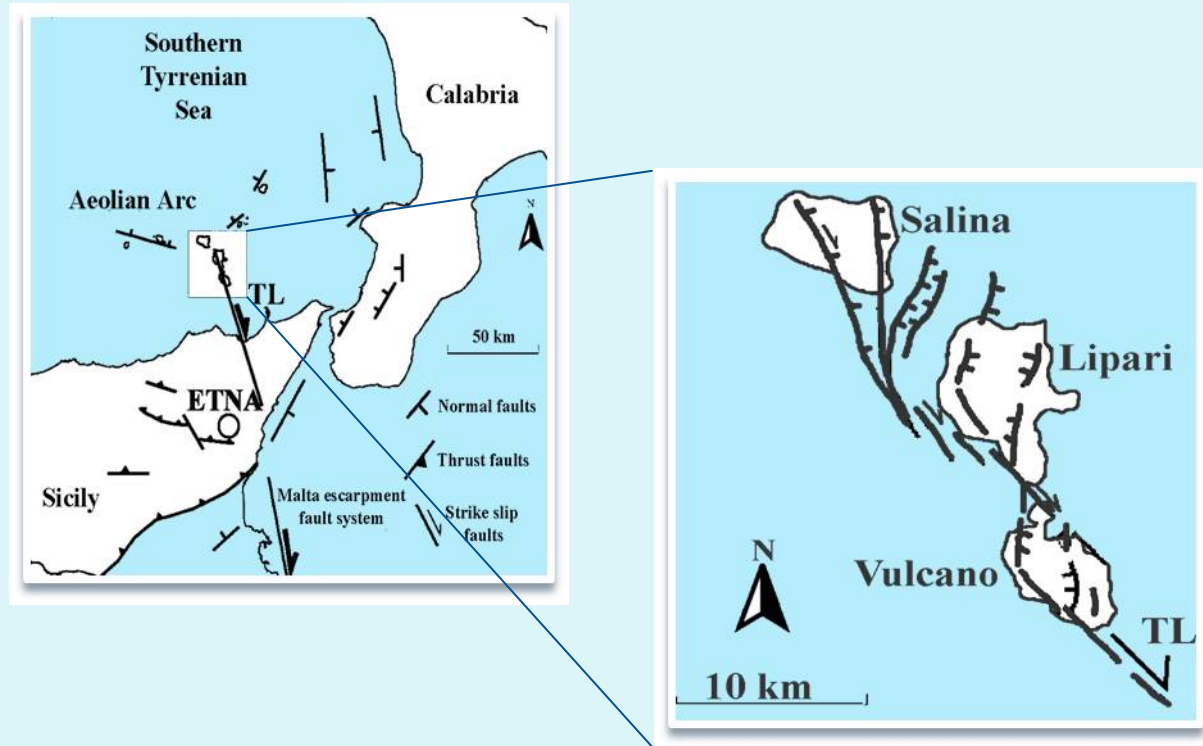 Southern
Tyrrenian
Sea
Calabria
Aeolian Arc
N
TL
50 km
ETNA
Normal faults
Thrust faults
Sicily
Malta escarpment
fault system
Strike slip
faults
Salina
Lipari
N
Vulcano
TL
10 km